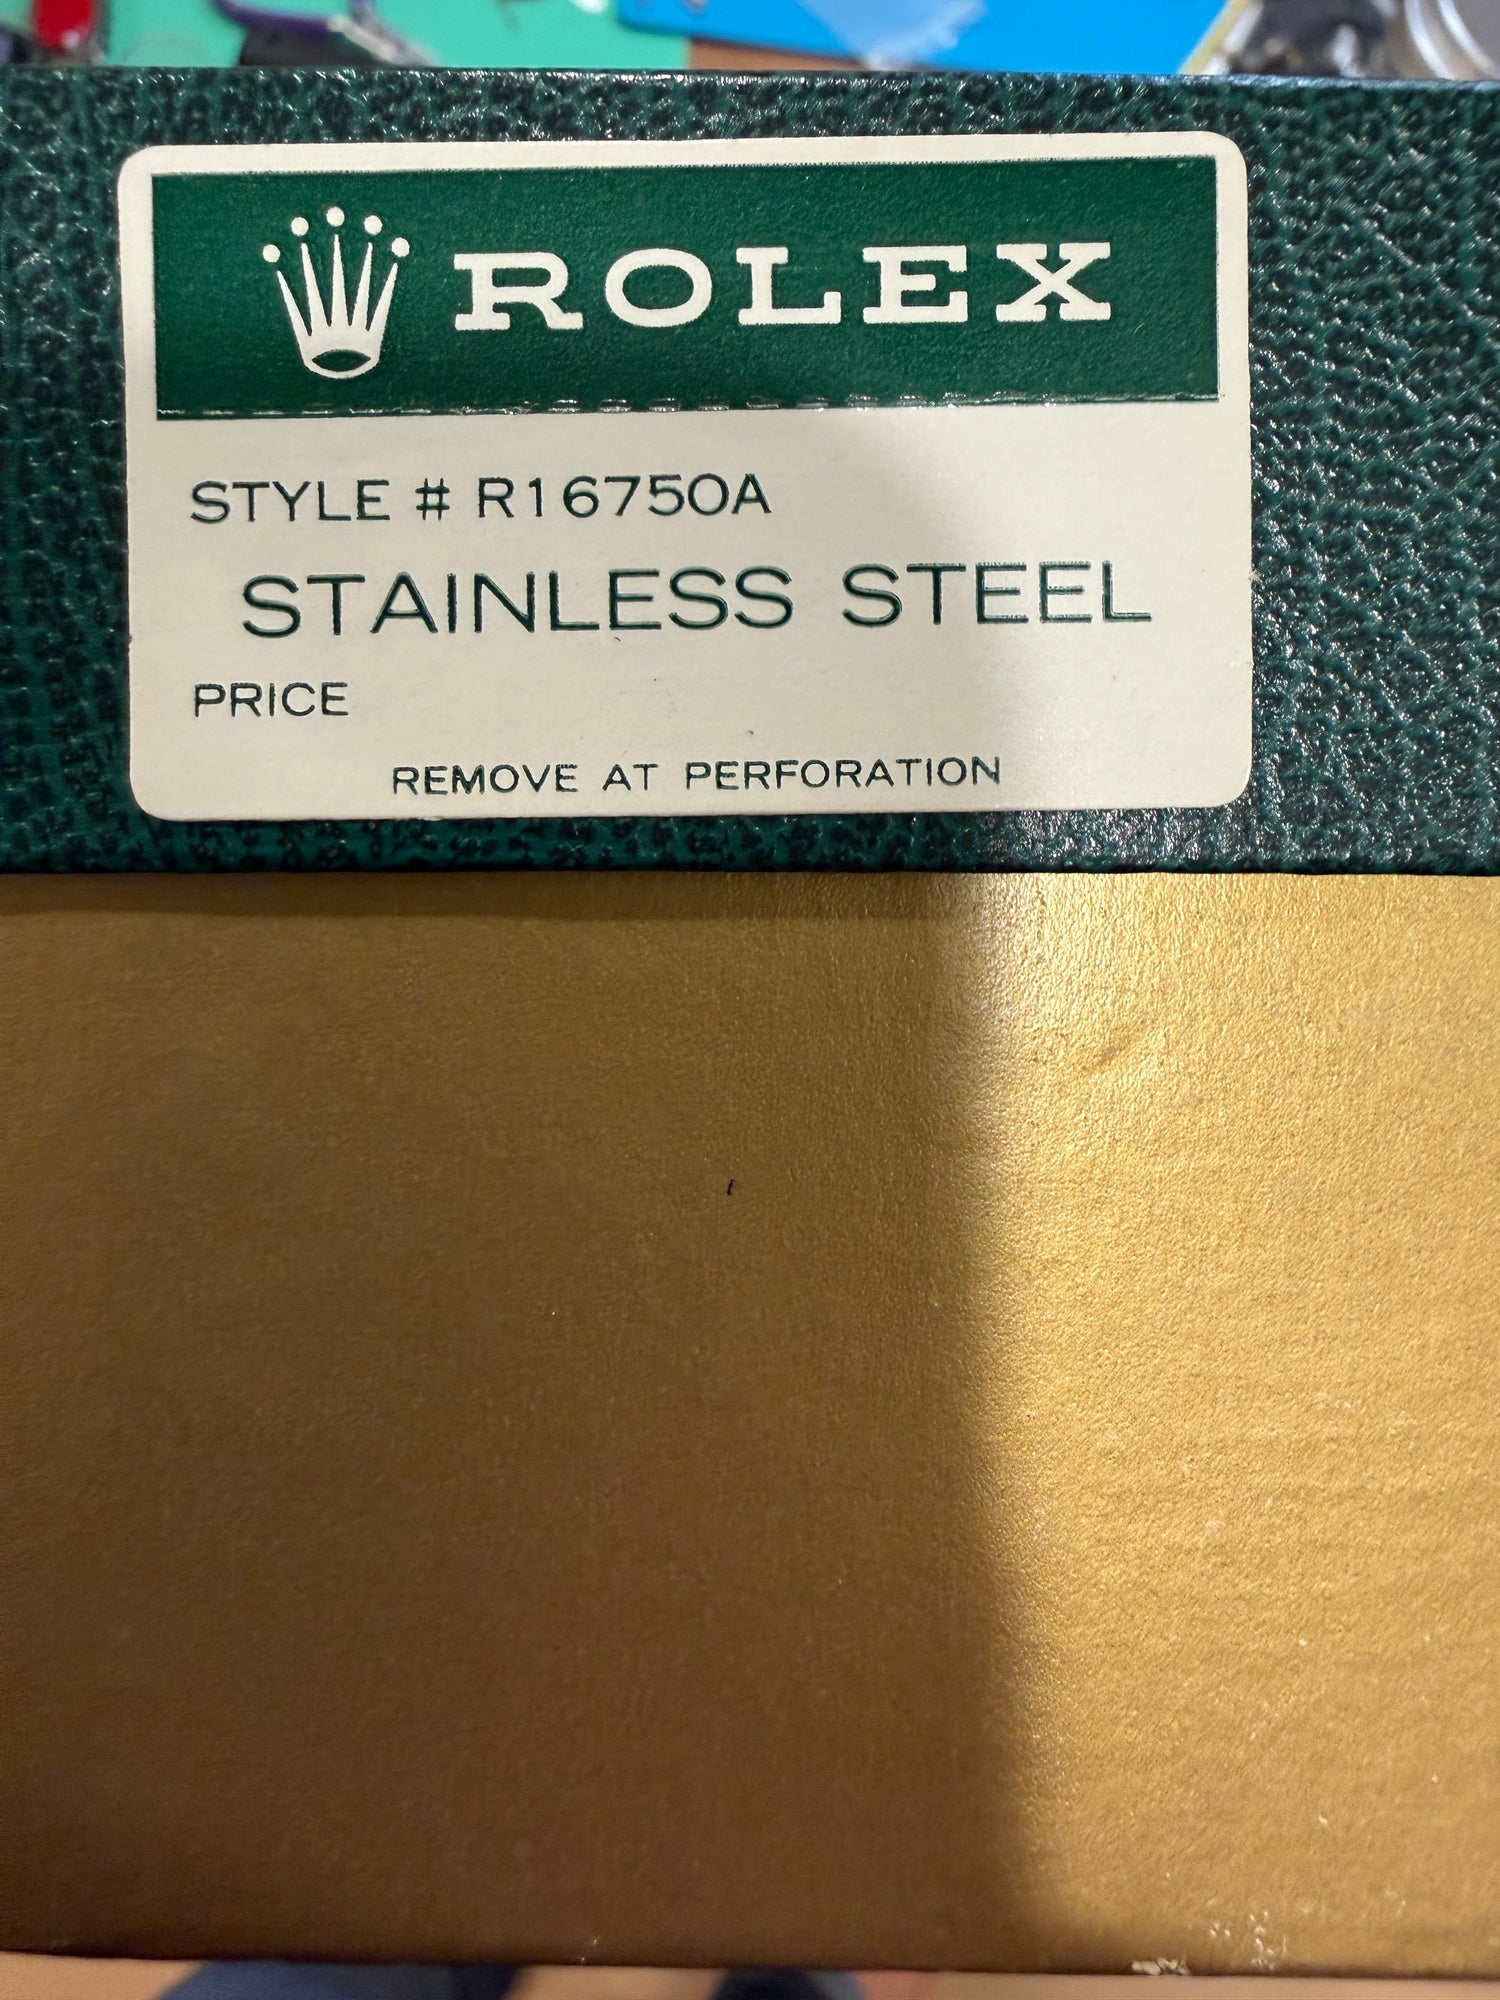 ROLEX
STYLE # R16750A
STAINLESS STEEL
PRICE
REMOVE AT PERFORATION